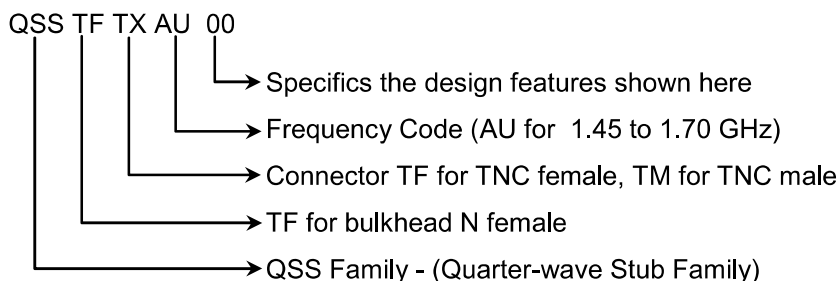 QSS TF TX AU 00
Specifics the design features shown here
Frequency Code (AU for 1.45 to 1.70 GHz)
Connector TF for TNC female, TM for TNC male
TF for bulkhead N female
QSS Family - (Quarter-wave Stub Family)